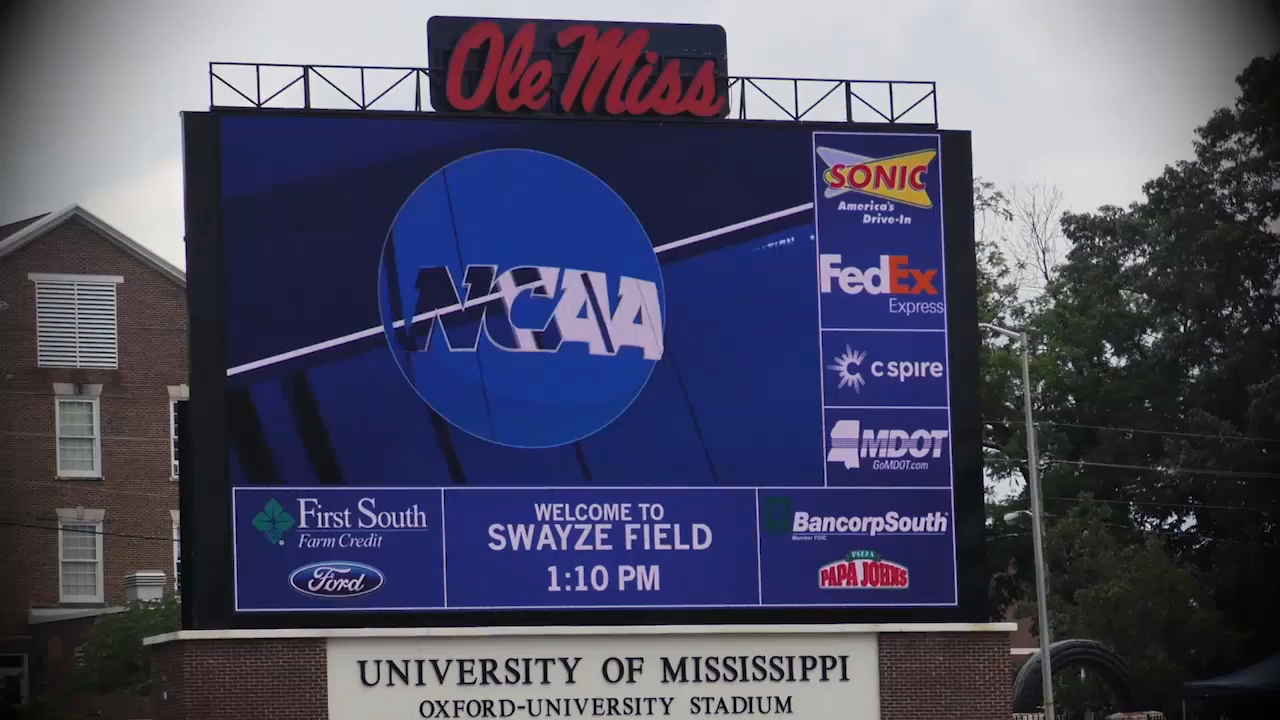 Ole Miss
NCAA
SONIC
America's
Drive-In
FedEx
Express
c spire
MDOT
GoMDOT.com
First South
Farm Credit
Ford
WELCOME TO
SWAYZE FIELD
1:10 PM
BancorpSouth
Member FDIC
PIZZA
PAPA JOHNS
UNIVERSITY OF MISSISSIPPI
OXFORD-UNIVERSITY STADIUM